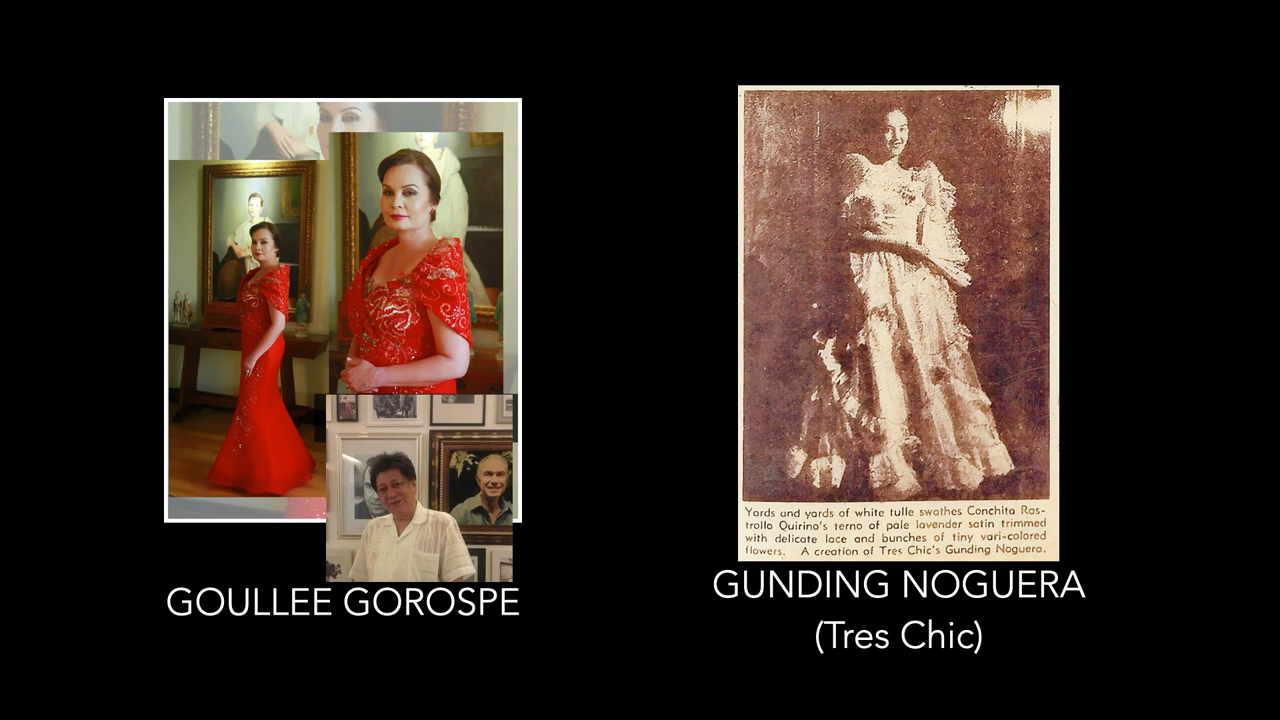 Yards and yards of white tulle swathes Conchita Ras-
trollo Quirino's terno of pale lavender satin trimmed
with delicate lace and bunches of tiny vari-colored
flowers. A creation of Tres Chic's Gunding Noguera.
GOULLEE GOROSPE
GUNDING NOGUERA
(Tres Chic)